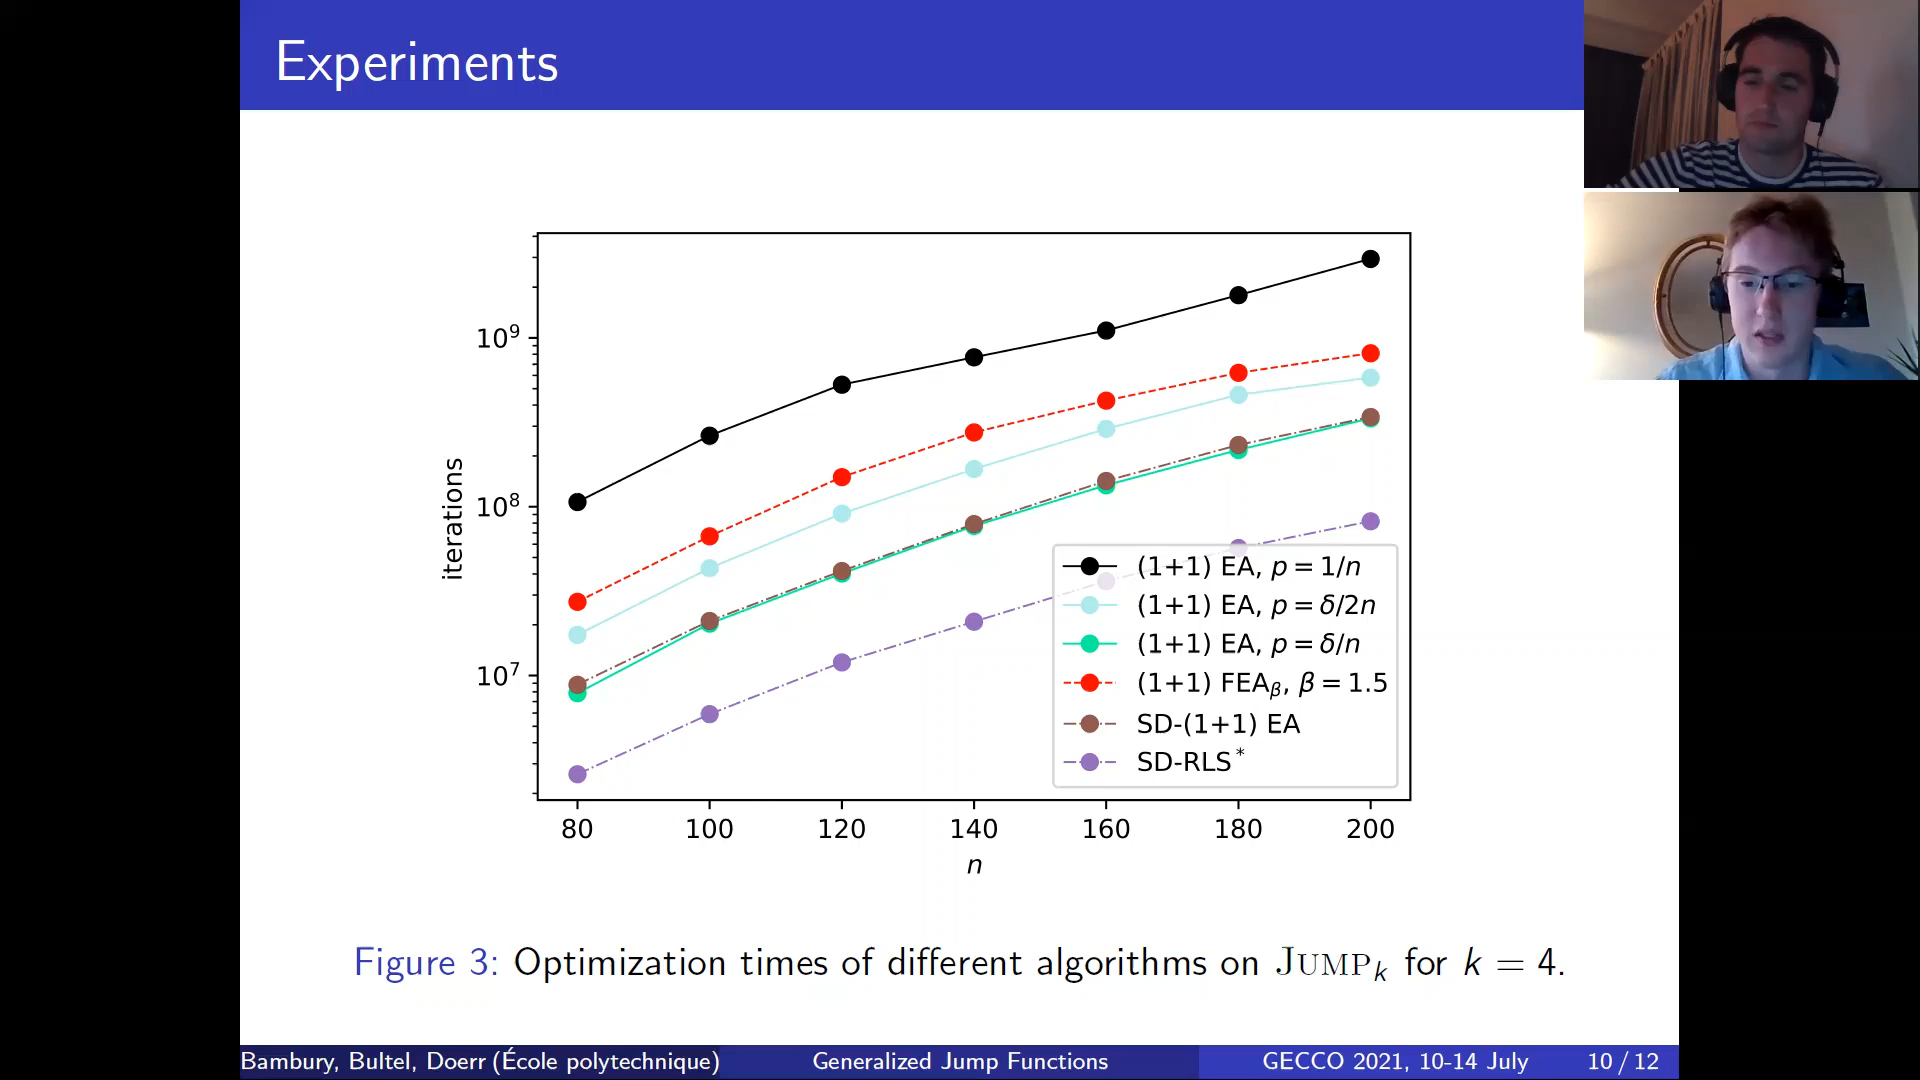 Experiments
10^9
10^8
10^7
iterations
80 100 120 140 160 180 200
n
(1+1) EA, p = 1/n
(1+1) EA, p = δ/2n
(1+1) EA, p = δ/n
(1+1) FEA_β, β = 1.5
SD-(1+1) EA
SD-RLS*
Figure 3: Optimization times of different algorithms on JUMP_k for k = 4.
Bambury, Bultel, Doerr (École polytechnique) Generalized Jump Functions GECCO 2021, 10-14 July 10 / 12